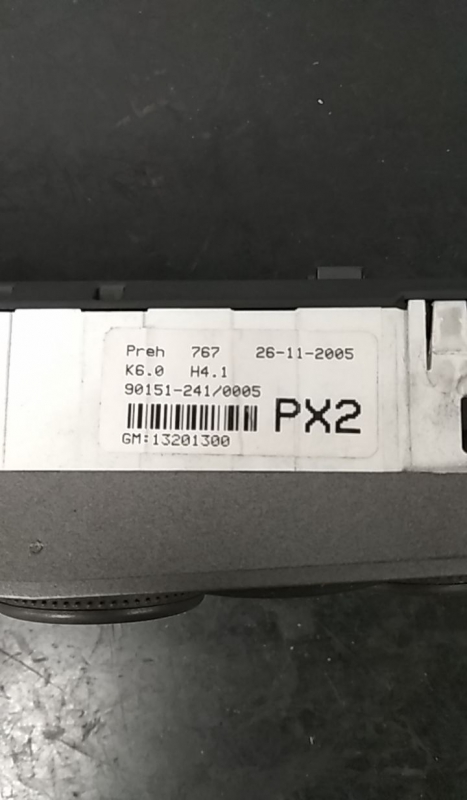 Preh 767 26-11-2005
K6.0 H4.1
90151-241/0005
PX2
GM:13201300